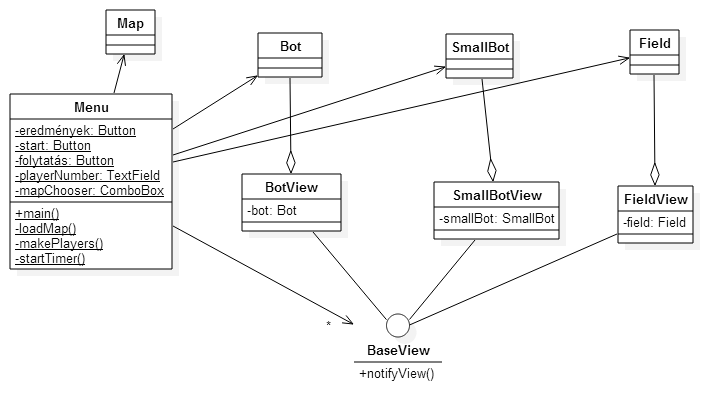 Map
Bot
SmallBot
Field
Menu
-eredmények: Button
-start: Button
-folytatás: Button
-playerNumber: TextField
-mapChooser: ComboBox
+main()
-loadMap()
-makePlayers()
-startTimer()
BotView
-bot: Bot
SmallBotView
-smallBot: SmallBot
FieldView
-field: Field
*
BaseView
+notifyView()